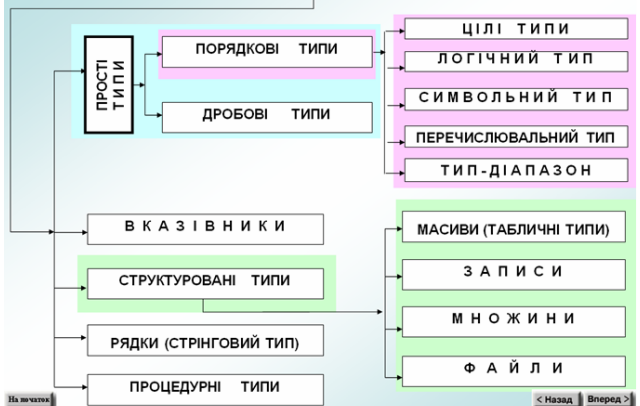 ПРОСТІ ТИПИ
ПОРЯДКОВІ ТИПИ
ДРОБОВІ ТИПИ
ЦІЛІ ТИПИ
ЛОГІЧНИЙ ТИП
СИМВОЛЬНИЙ ТИП
ПЕРЕЧИСЛЮВАЛЬНИЙ ТИП
ТИП-ДІАПАЗОН
ВКАЗІВНИКИ
СТРУКТУРОВАНІ ТИПИ
РЯДКИ (СТРІНГОВИЙ ТИП)
ПРОЦЕДУРНІ ТИПИ
МАСИВИ (ТАБЛИЧНІ ТИПИ)
ЗАПИСИ
МНОЖИНИ
ФАЙЛИ
На початок
< Назад
Вперед >